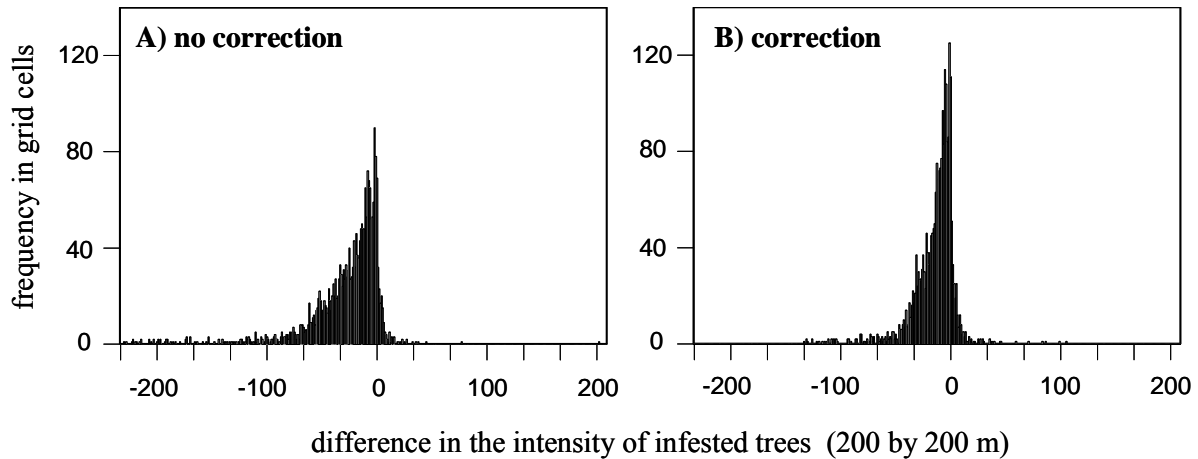 A) no correction
B) correction
frequency in grid cells
120
80
40
0
120
80
40
0
-200 -100 0 100 200
-200 -100 0 100 200
difference in the intensity of infested trees (200 by 200 m)